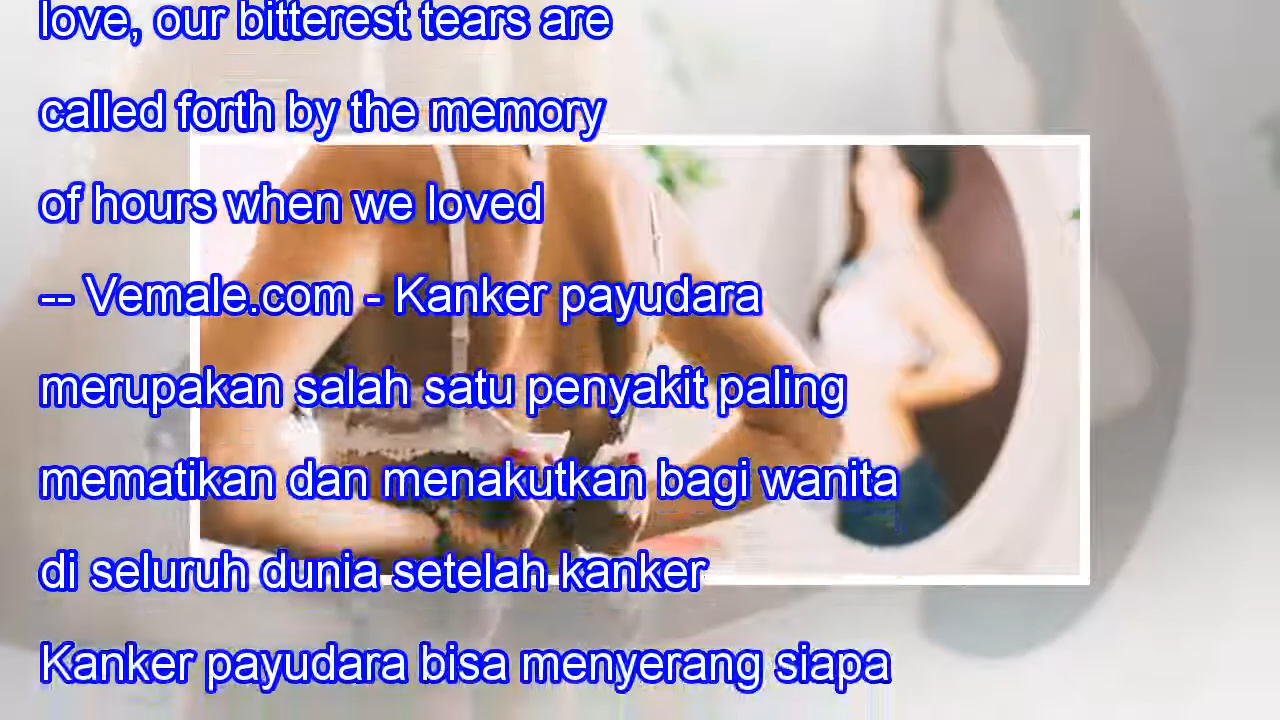 love, our bitterest tears are
called forth by the memory
of hours when we loved
-- Vemale.com - Kanker payudara
merupakan salah satu penyakit paling
mematikan dan menakutkan bagi wanita
di seluruh dunia setelah kanker
Kanker payudara bisa menyerang siapa